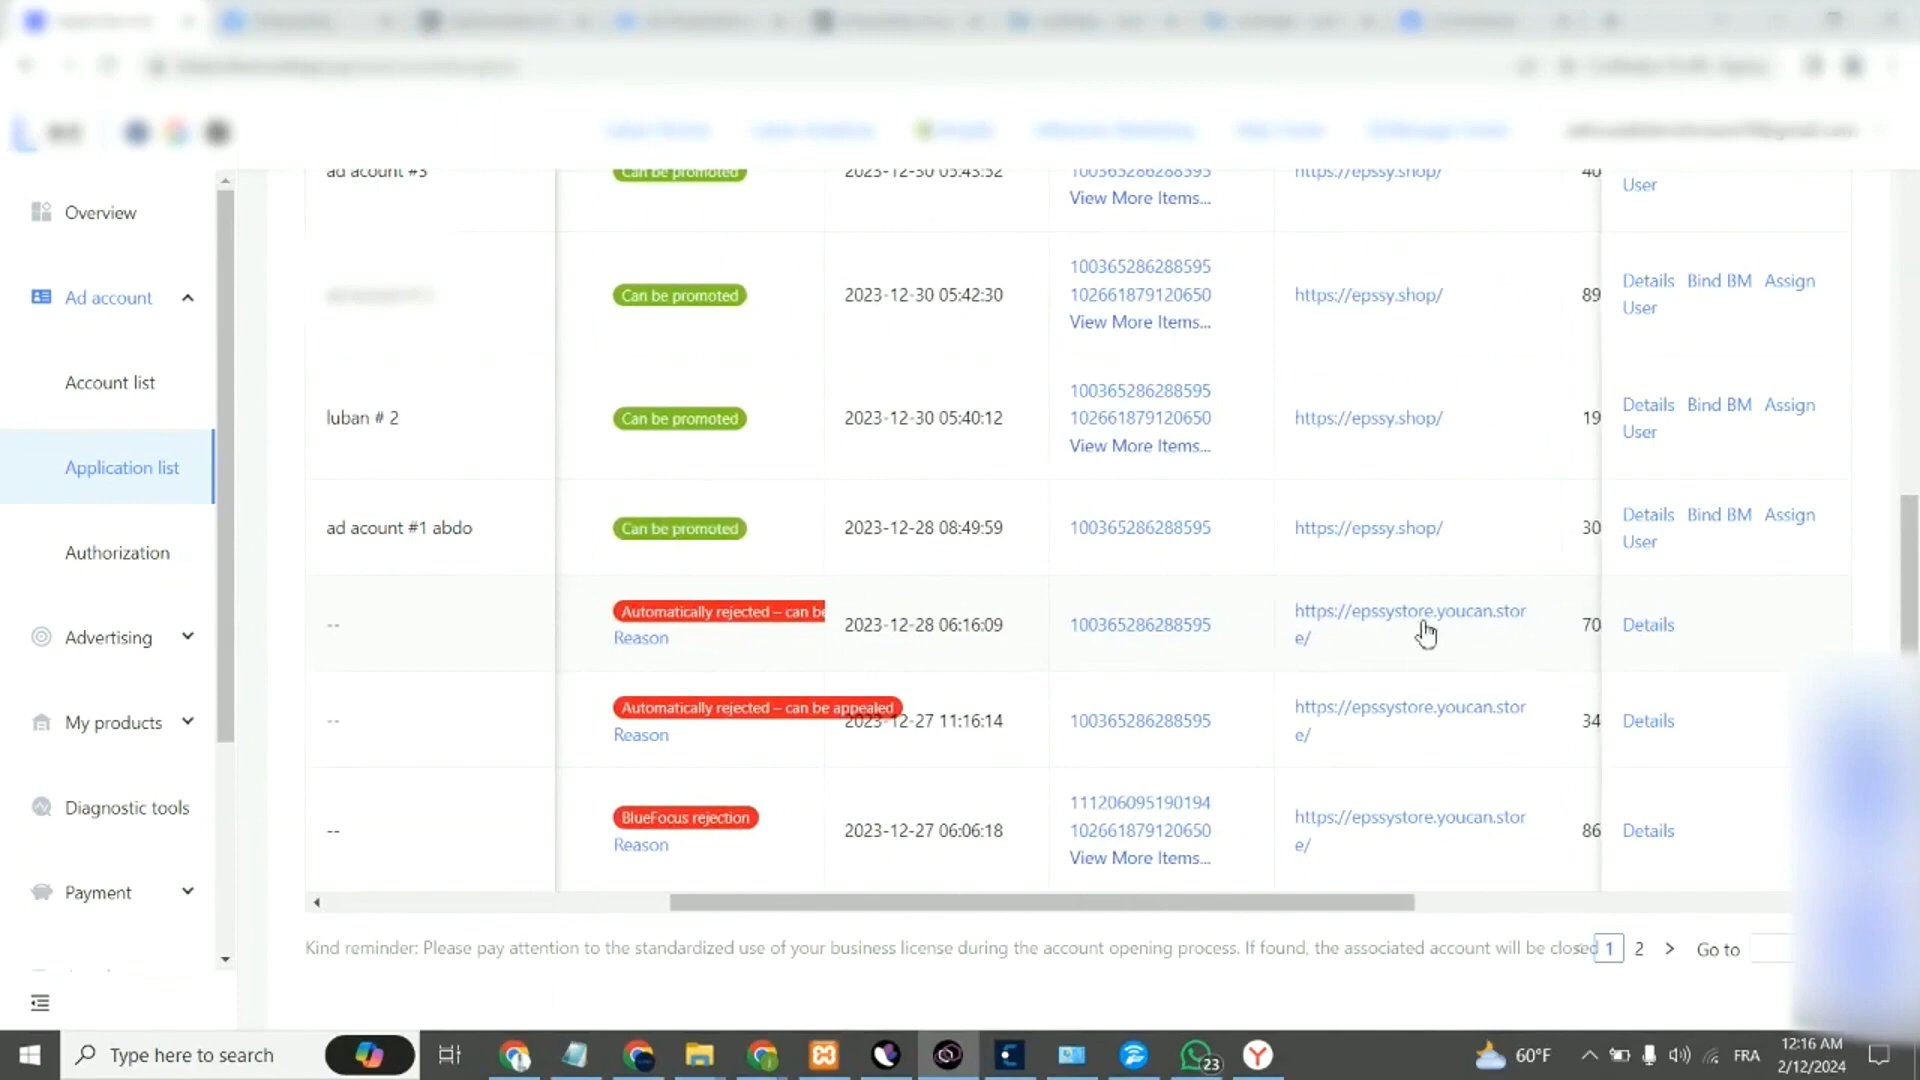 ad acount #3
Can be promoted
2023-12-30 05:43:52
100365286288595
View More Items...
https://epssy.shop/
40
User
Overview
Ad account
Account list
Application list
Authorization
Advertising
My products
Diagnostic tools
Payment
Can be promoted
2023-12-30 05:42:30
100365286288595
102661879120650
View More Items...
https://epssy.shop/
89
Details Bind BM Assign
User
luban # 2
Can be promoted
2023-12-30 05:40:12
100365286288595
102661879120650
View More Items...
https://epssy.shop/
19
Details Bind BM Assign
User
ad acount #1 abdo
Can be promoted
2023-12-28 08:49:59
100365286288595
https://epssy.shop/
30
Details Bind BM Assign
User
--
Automatically rejected – can be
Reason
2023-12-28 06:16:09
100365286288595
https://epssystore.youcan.stor
e/
70
Details
--
Automatically rejected – can be appealed
Reason
2023-12-27 11:16:14
100365286288595
https://epssystore.youcan.stor
e/
34
Details
--
BlueFocus rejection
Reason
2023-12-27 06:06:18
111206095190194
102661879120650
View More Items...
https://epssystore.youcan.stor
e/
86
Details
Kind reminder: Please pay attention to the standardized use of your business license during the account opening process. If found, the associated account will be closed
1 2 > Go to
Type here to search
23
60°F
FRA
12:16 AM
2/12/2024